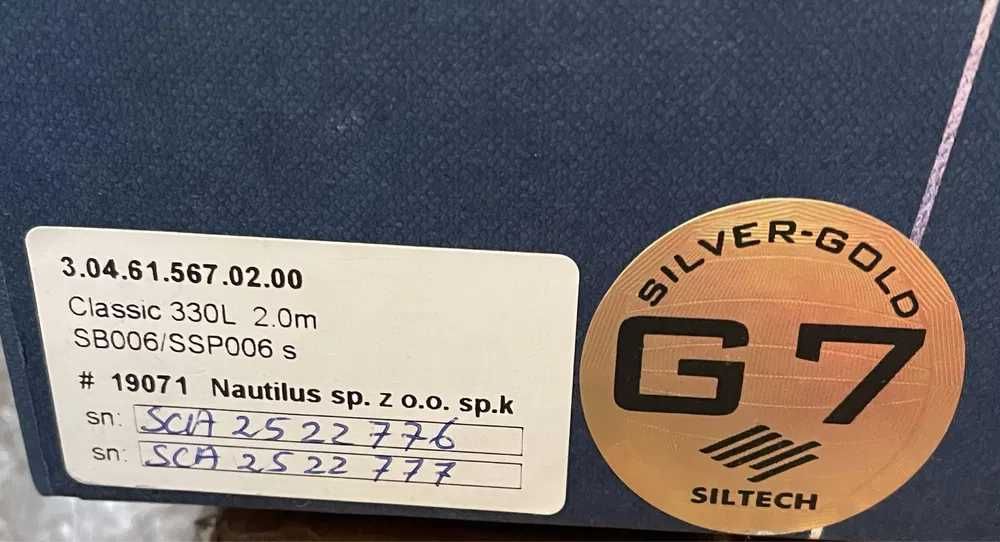 3.04.61.567.02.00
Classic 330L 2.0m
SB006/SSP006 s
# 19071 Nautilus sp. z o.o. sp.k
sn: SCA 2522776
sn: SCA 2522777
SILVER-GOLD
G7
SILTECH